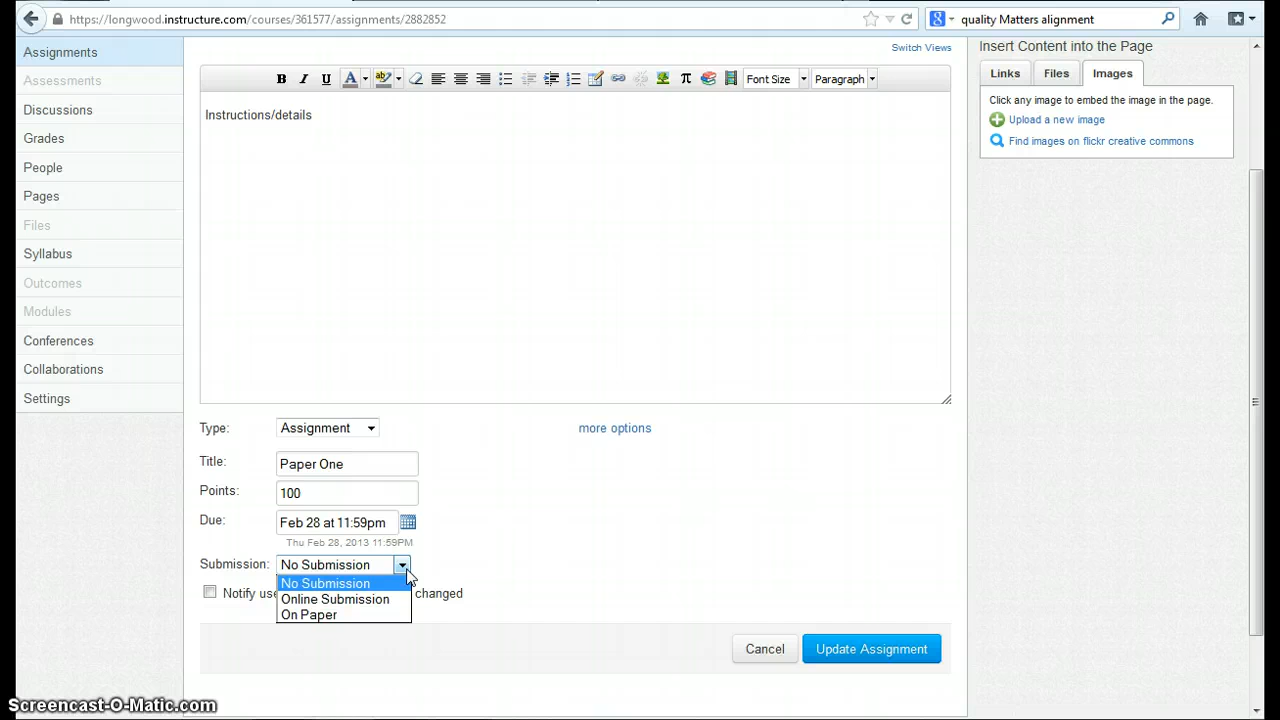 https://longwood.instructure.com/courses/361577/assignments/2882852
quality Matters alignment
Assignments
Assessments
Discussions
Grades
People
Pages
Files
Syllabus
Outcomes
Modules
Conferences
Collaborations
Settings
Switch Views
B I U A ab π Font Size Paragraph
Instructions/details
Type: Assignment more options
Title: Paper One
Points: 100
Due: Feb 28 at 11:59pm
Thu Feb 28, 2013 11:59PM
Submission: No Submission
No Submission
Online Submission
On Paper
Notify use changed
Cancel Update Assignment
Insert Content into the Page
Links Files Images
Click any image to embed the image in the page.
Upload a new image
Find images on flickr creative commons
Screencast-O-Matic.com